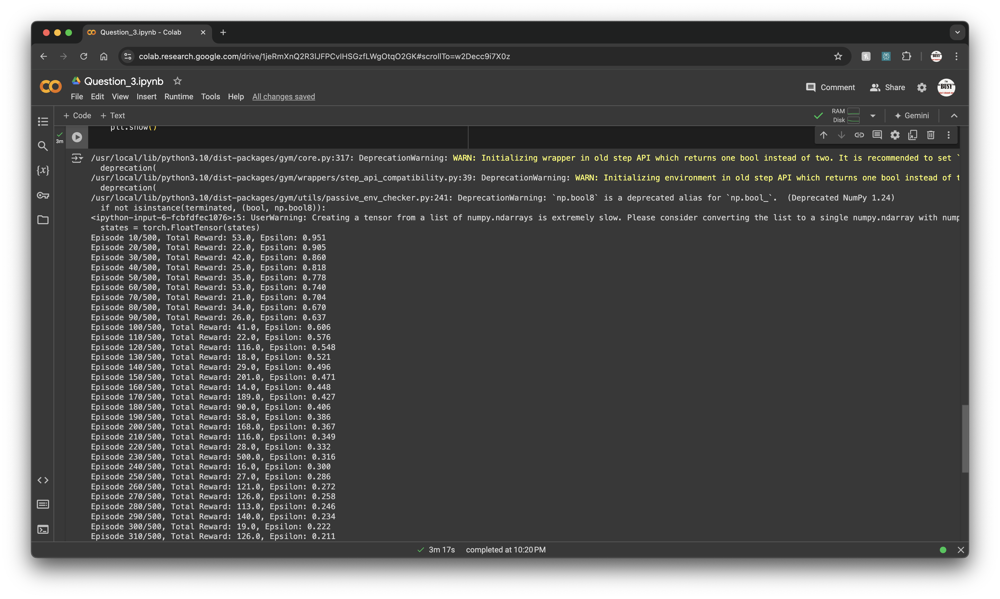 Question_3.ipynb - Colab
colab.research.google.com/drive/1jeRmXnQ2R3lJFPCvlHSGzfLWgOtqO2GK#scrollTo=w2Decc9i7X0z
Question_3.ipynb
Comment
Share
I'm
"BUSY"
don't disturb me
File Edit View Insert Runtime Tools Help All changes saved
+ Code + Text
RAM
Disk
Gemini
plt.show()
3m
/usr/local/lib/python3.10/dist-packages/gym/core.py:317: DeprecationWarning: WARN: Initializing wrapper in old step API which returns one bool instead of two. It is recommended to set `
deprecation(
/usr/local/lib/python3.10/dist-packages/gym/wrappers/step_api_compatibility.py:39: DeprecationWarning: WARN: Initializing environment in old step API which returns one bool instead of t
deprecation(
/usr/local/lib/python3.10/dist-packages/gym/utils/passive_env_checker.py:241: DeprecationWarning: `np.bool8` is a deprecated alias for `np.bool_`. (Deprecated NumPy 1.24)
if not isinstance(terminated, (bool, np.bool8)):
<ipython-input-6-fcbfdfec1076>:5: UserWarning: Creating a tensor from a list of numpy.ndarrays is extremely slow. Please consider converting the list to a single numpy.ndarray with nump
states = torch.FloatTensor(states)
Episode 10/500, Total Reward: 53.0, Epsilon: 0.951
Episode 20/500, Total Reward: 22.0, Epsilon: 0.905
Episode 30/500, Total Reward: 42.0, Epsilon: 0.860
Episode 40/500, Total Reward: 25.0, Epsilon: 0.818
Episode 50/500, Total Reward: 35.0, Epsilon: 0.778
Episode 60/500, Total Reward: 53.0, Epsilon: 0.740
Episode 70/500, Total Reward: 21.0, Epsilon: 0.704
Episode 80/500, Total Reward: 34.0, Epsilon: 0.670
Episode 90/500, Total Reward: 26.0, Epsilon: 0.637
Episode 100/500, Total Reward: 41.0, Epsilon: 0.606
Episode 110/500, Total Reward: 22.0, Epsilon: 0.576
Episode 120/500, Total Reward: 116.0, Epsilon: 0.548
Episode 130/500, Total Reward: 18.0, Epsilon: 0.521
Episode 140/500, Total Reward: 29.0, Epsilon: 0.496
Episode 150/500, Total Reward: 201.0, Epsilon: 0.471
Episode 160/500, Total Reward: 14.0, Epsilon: 0.448
Episode 170/500, Total Reward: 189.0, Epsilon: 0.427
Episode 180/500, Total Reward: 90.0, Epsilon: 0.406
Episode 190/500, Total Reward: 58.0, Epsilon: 0.386
Episode 200/500, Total Reward: 168.0, Epsilon: 0.367
Episode 210/500, Total Reward: 116.0, Epsilon: 0.349
Episode 220/500, Total Reward: 28.0, Epsilon: 0.332
Episode 230/500, Total Reward: 500.0, Epsilon: 0.316
Episode 240/500, Total Reward: 16.0, Epsilon: 0.300
Episode 250/500, Total Reward: 27.0, Epsilon: 0.286
Episode 260/500, Total Reward: 121.0, Epsilon: 0.272
Episode 270/500, Total Reward: 126.0, Epsilon: 0.258
Episode 280/500, Total Reward: 113.0, Epsilon: 0.246
Episode 290/500, Total Reward: 140.0, Epsilon: 0.234
Episode 300/500, Total Reward: 19.0, Epsilon: 0.222
Episode 310/500, Total Reward: 126.0, Epsilon: 0.211
3m 17s completed at 10:20 PM